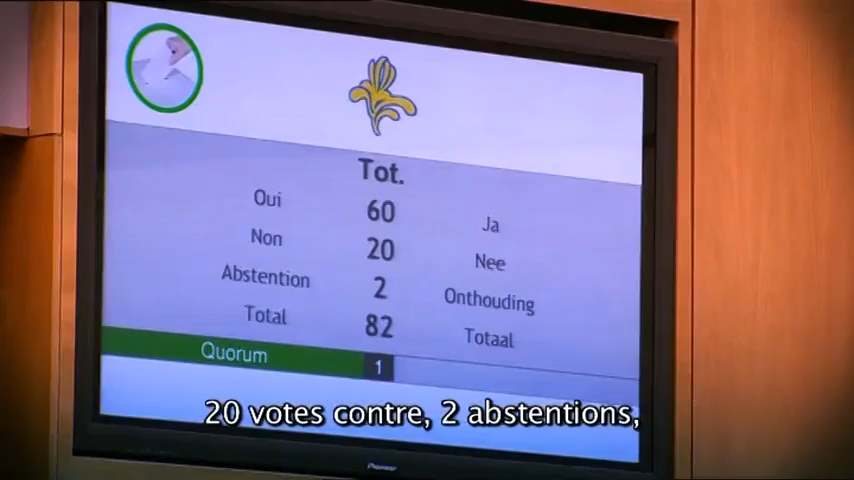 Tot.
Oui 60 Ja
Non 20 Nee
Abstention 2 Onthouding
Total 82 Totaal
Quorum 1
20 votes contre, 2 abstentions,
Pioneer